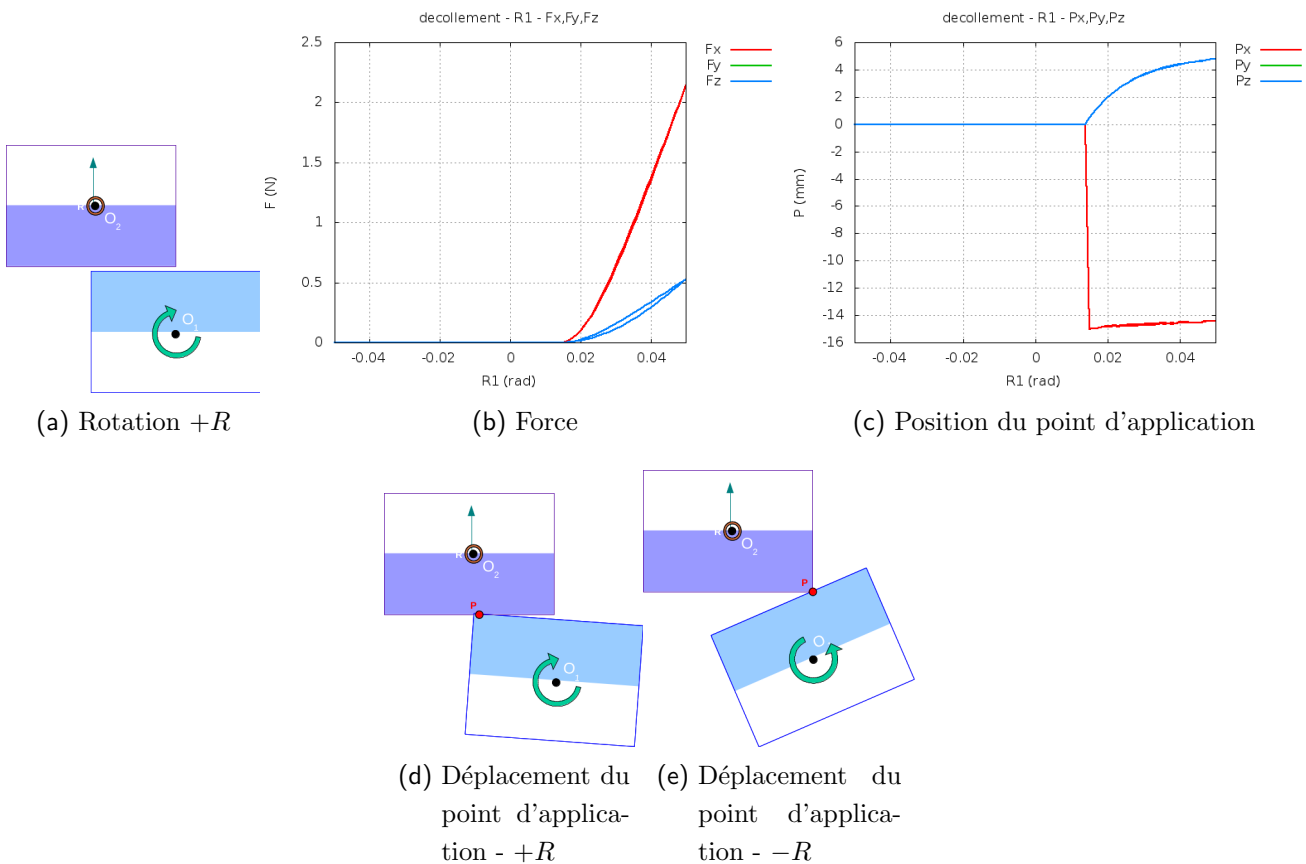 decollement - R1 - Fx,Fy,Fz
decollement - R1 - Px,Py,Pz
R
O2
O1
2.5
2
1.5
1
0.5
0
F (N)
-0.04 -0.02 0 0.02 0.04
R1 (rad)
Fx
Fy
Fz
6
4
2
0
-2
-4
-6
-8
-10
-12
-14
-16
P (mm)
-0.04 -0.02 0 0.02 0.04
R1 (rad)
Px
Py
Pz
(a) Rotation +R
(b) Force
(c) Position du point d'application
R
O2
P
O1
R
O2
P
O
(d) Déplacement du
point d'applica-
tion - +R
(e) Déplacement du
point d'applica-
tion - −R